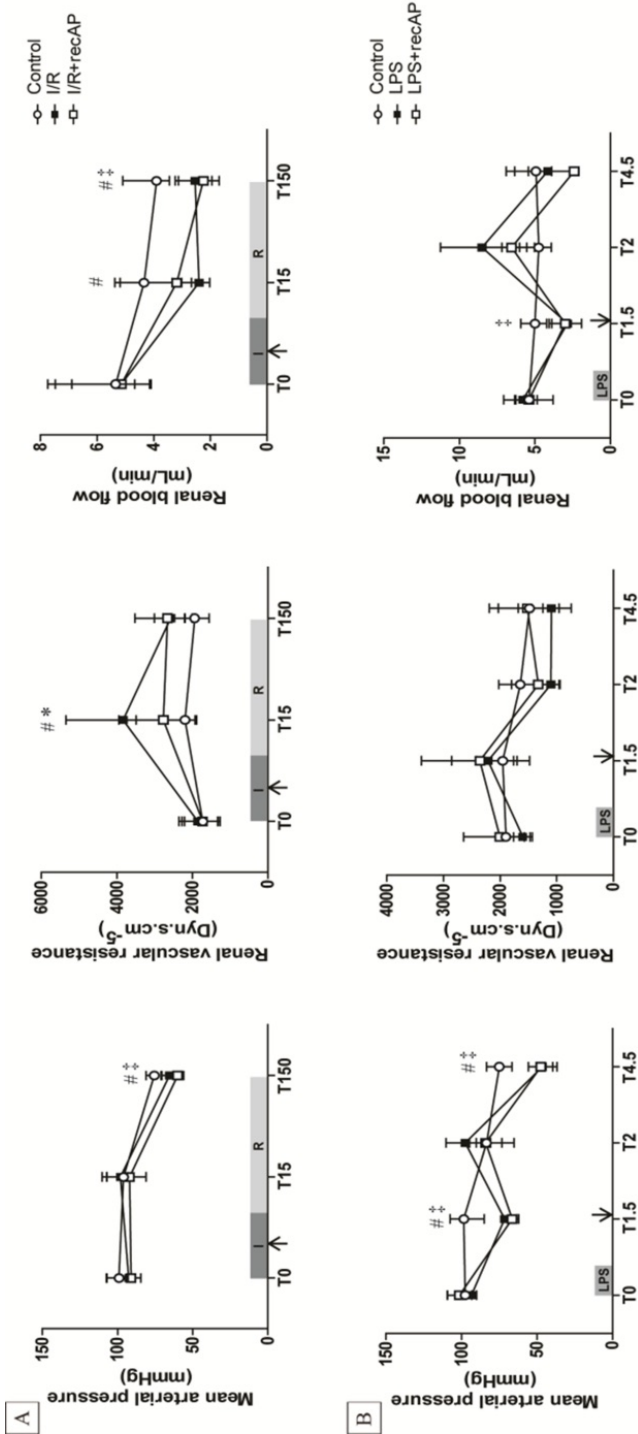 A
Mean arterial pressure
(mmHg)
150
100
50
0
T0
T15
T150
I
R
#‡
Renal vascular resistance
(Dyn.s.cm-5)
6000
4000
2000
0
T0
T15
T150
I
R
#*
Renal blood flow
(mL/min)
8
6
4
2
0
T0
T15
T150
I
R
#
#‡
Control
I/R
I/R+recAP
B
Mean arterial pressure
(mmHg)
150
100
50
0
T0
T1.5
T2
T4.5
LPS
#‡
#‡
Renal vascular resistance
(Dyn.s.cm-5)
4000
3000
2000
1000
0
T0
T1.5
T2
T4.5
LPS
Renal blood flow
(mL/min)
15
10
5
0
T0
T1.5
T2
T4.5
LPS
‡
Control
LPS
LPS+recAP